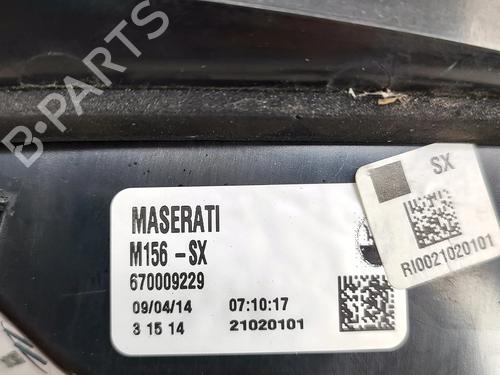 B-PARTS
MASERATI
M156 - SX
670009229
09/04/14 07:10:17
3 15 14 21020101
SX
RI0021020101